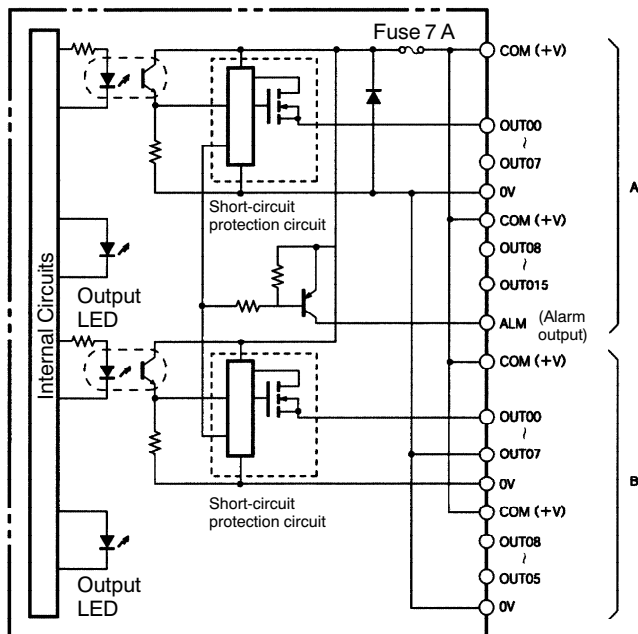 Fuse 7 A
COM (+V)
OUT00
~
OUT07
0V
Short-circuit
protection circuit
COM (+V)
OUT08
~
OUT015
A
Internal Circuits
Output
LED
ALM (Alarm
output)
COM (+V)
OUT00
~
OUT07
0V
Short-circuit
protection circuit
COM (+V)
OUT08
~
OUT05
0V
B
Output
LED